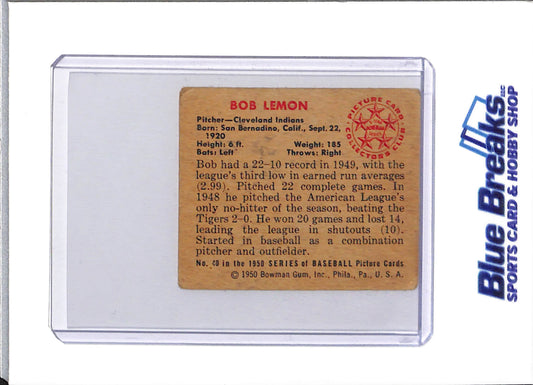 BOB LEMON
Pitcher—Cleveland Indians
Born: San Bernadino, Calif., Sept. 22,
1920
Height: 6 ft. Weight: 185
Bats: Left Throws: Right
PICTURE CARD
COLLECTORS CLUB
BOWMAN
Bob had a 22-10 record in 1949, with the
league's third low in earned run averages
(2.99). Pitched 22 complete games. In
1948 he pitched the American League's
only no-hitter of the season, beating the
Tigers 2-0. He won 20 games and lost 14,
leading the league in shutouts (10).
Started in baseball as a combination
pitcher and outfielder.
No. 40 in the 1950 SERIES of BASEBALL Picture Cards
© 1950 Bowman Gum, Inc., Phila., Pa., U. S. A.
Blue Breaks LLC
SPORTS CARD & HOBBY SHOP